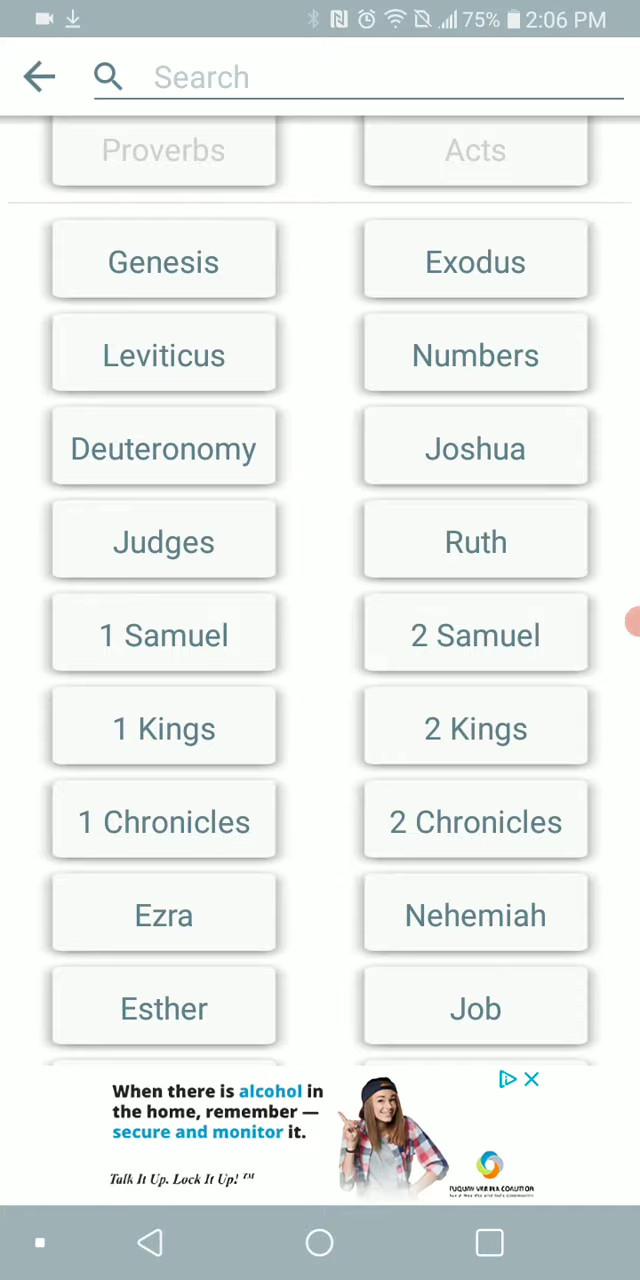 75% 2:06 PM
Search
Proverbs Acts
Genesis Exodus
Leviticus Numbers
Deuteronomy Joshua
Judges Ruth
1 Samuel 2 Samuel
1 Kings 2 Kings
1 Chronicles 2 Chronicles
Ezra Nehemiah
Esther Job
When there is alcohol in
the home, remember —
secure and monitor it.
Talk It Up. Lock It Up! ™